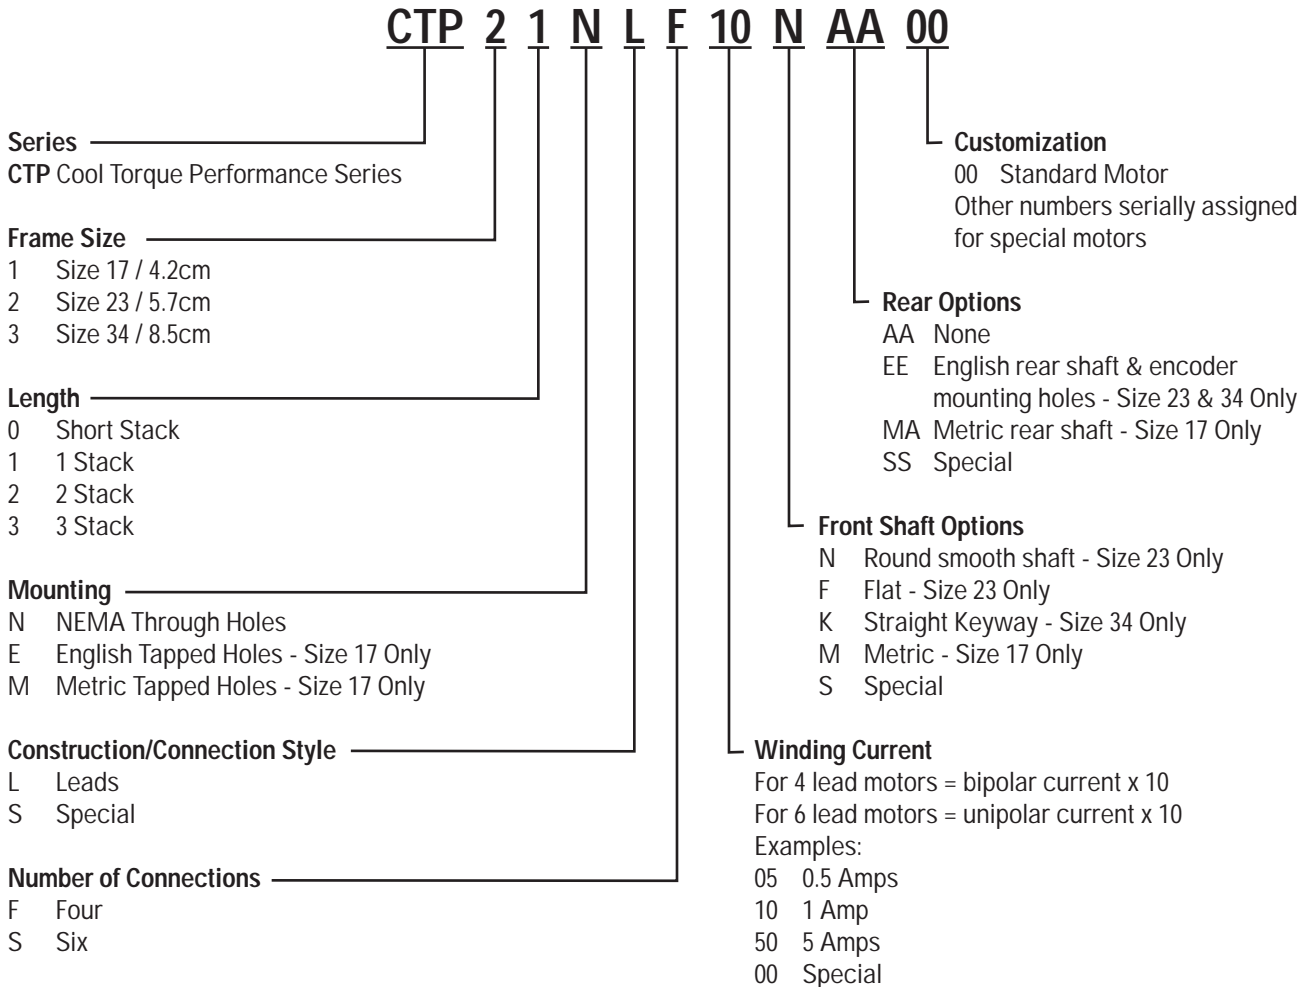 CTP 2 1 N L F 10 N AA 00
Series
CTP Cool Torque Performance Series
Frame Size
1 Size 17 / 4.2cm
2 Size 23 / 5.7cm
3 Size 34 / 8.5cm
Length
0 Short Stack
1 1 Stack
2 2 Stack
3 3 Stack
Mounting
N NEMA Through Holes
E English Tapped Holes - Size 17 Only
M Metric Tapped Holes - Size 17 Only
Construction/Connection Style
L Leads
S Special
Number of Connections
F Four
S Six
Customization
00 Standard Motor
Other numbers serially assigned
for special motors
Rear Options
AA None
EE English rear shaft & encoder
mounting holes - Size 23 & 34 Only
MA Metric rear shaft - Size 17 Only
SS Special
Front Shaft Options
N Round smooth shaft - Size 23 Only
F Flat - Size 23 Only
K Straight Keyway - Size 34 Only
M Metric - Size 17 Only
S Special
Winding Current
For 4 lead motors = bipolar current x 10
For 6 lead motors = unipolar current x 10
Examples:
05 0.5 Amps
10 1 Amp
50 5 Amps
00 Special